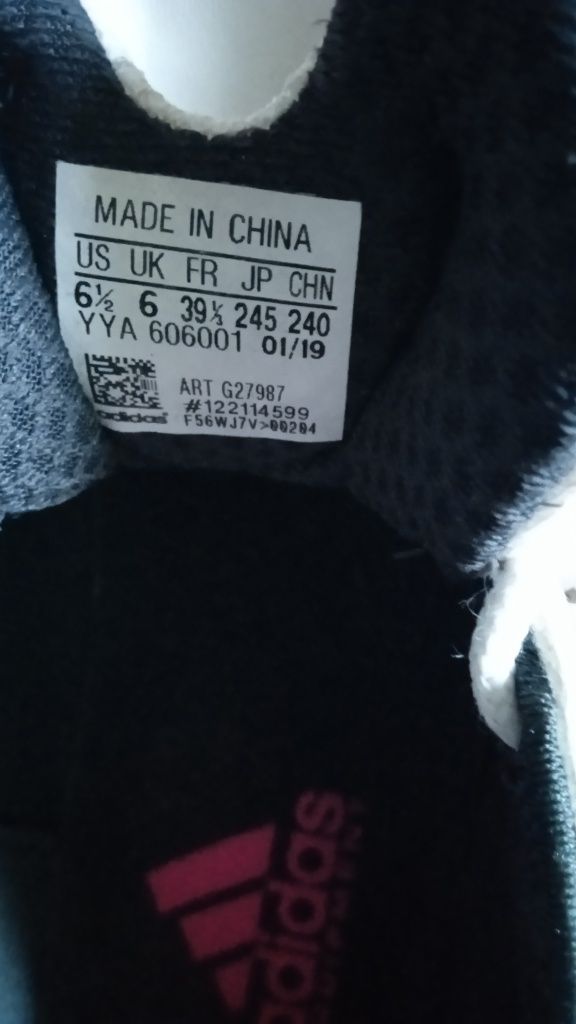 MADE IN CHINA
US UK FR JP CHN
6½ 6 39⅓ 245 240
YYA 606001 01/19
ART G27987
#122114599
F56WJ7V>00204
adidas
adidas